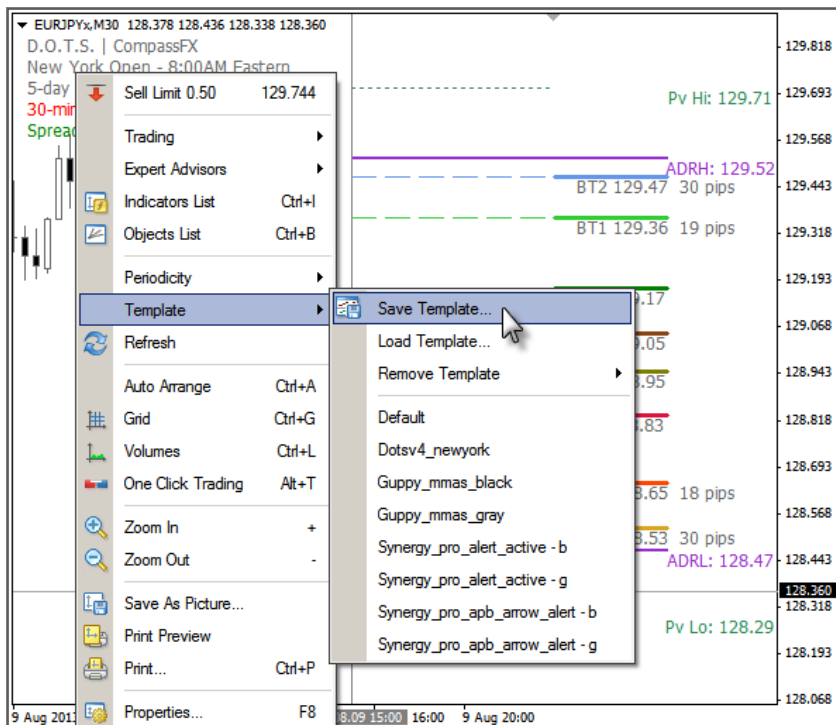 EURJPYx,M30 128.378 128.436 128.338 128.360
D.O.T.S. | CompassFX
New York Open - 8:00AM Eastern
5-day
30-min
Spread
Sell Limit 0.50 129.744
Trading
Expert Advisors
Indicators List Ctrl+I
Objects List Ctrl+B
Periodicity
Template
Refresh
Auto Arrange Ctrl+A
Grid Ctrl+G
Volumes Ctrl+L
One Click Trading Alt+T
Zoom In +
Zoom Out -
Save As Picture...
Print Preview
Print... Ctrl+P
Properties... F8
Save Template...
Load Template...
Remove Template
Default
Dotsv4_newyork
Guppy_mmas_black
Guppy_mmas_gray
Synergy_pro_alert_active - b
Synergy_pro_alert_active - g
Synergy_pro_apb_arrow_alert - b
Synergy_pro_apb_arrow_alert - g
Pv Hi: 129.71
ADRH: 129.52
BT2 129.47 30 pips
BT1 129.36 19 pips
.17
.05
.95
.83
8.65 18 pips
8.53 30 pips
ADRL: 128.47
Pv Lo: 128.29
129.818
129.693
129.568
129.443
129.318
129.193
129.068
128.943
128.818
128.693
128.568
128.443
128.360
128.318
128.193
128.068
9 Aug 2013
08.09 15:00
16:00
9 Aug 20:00